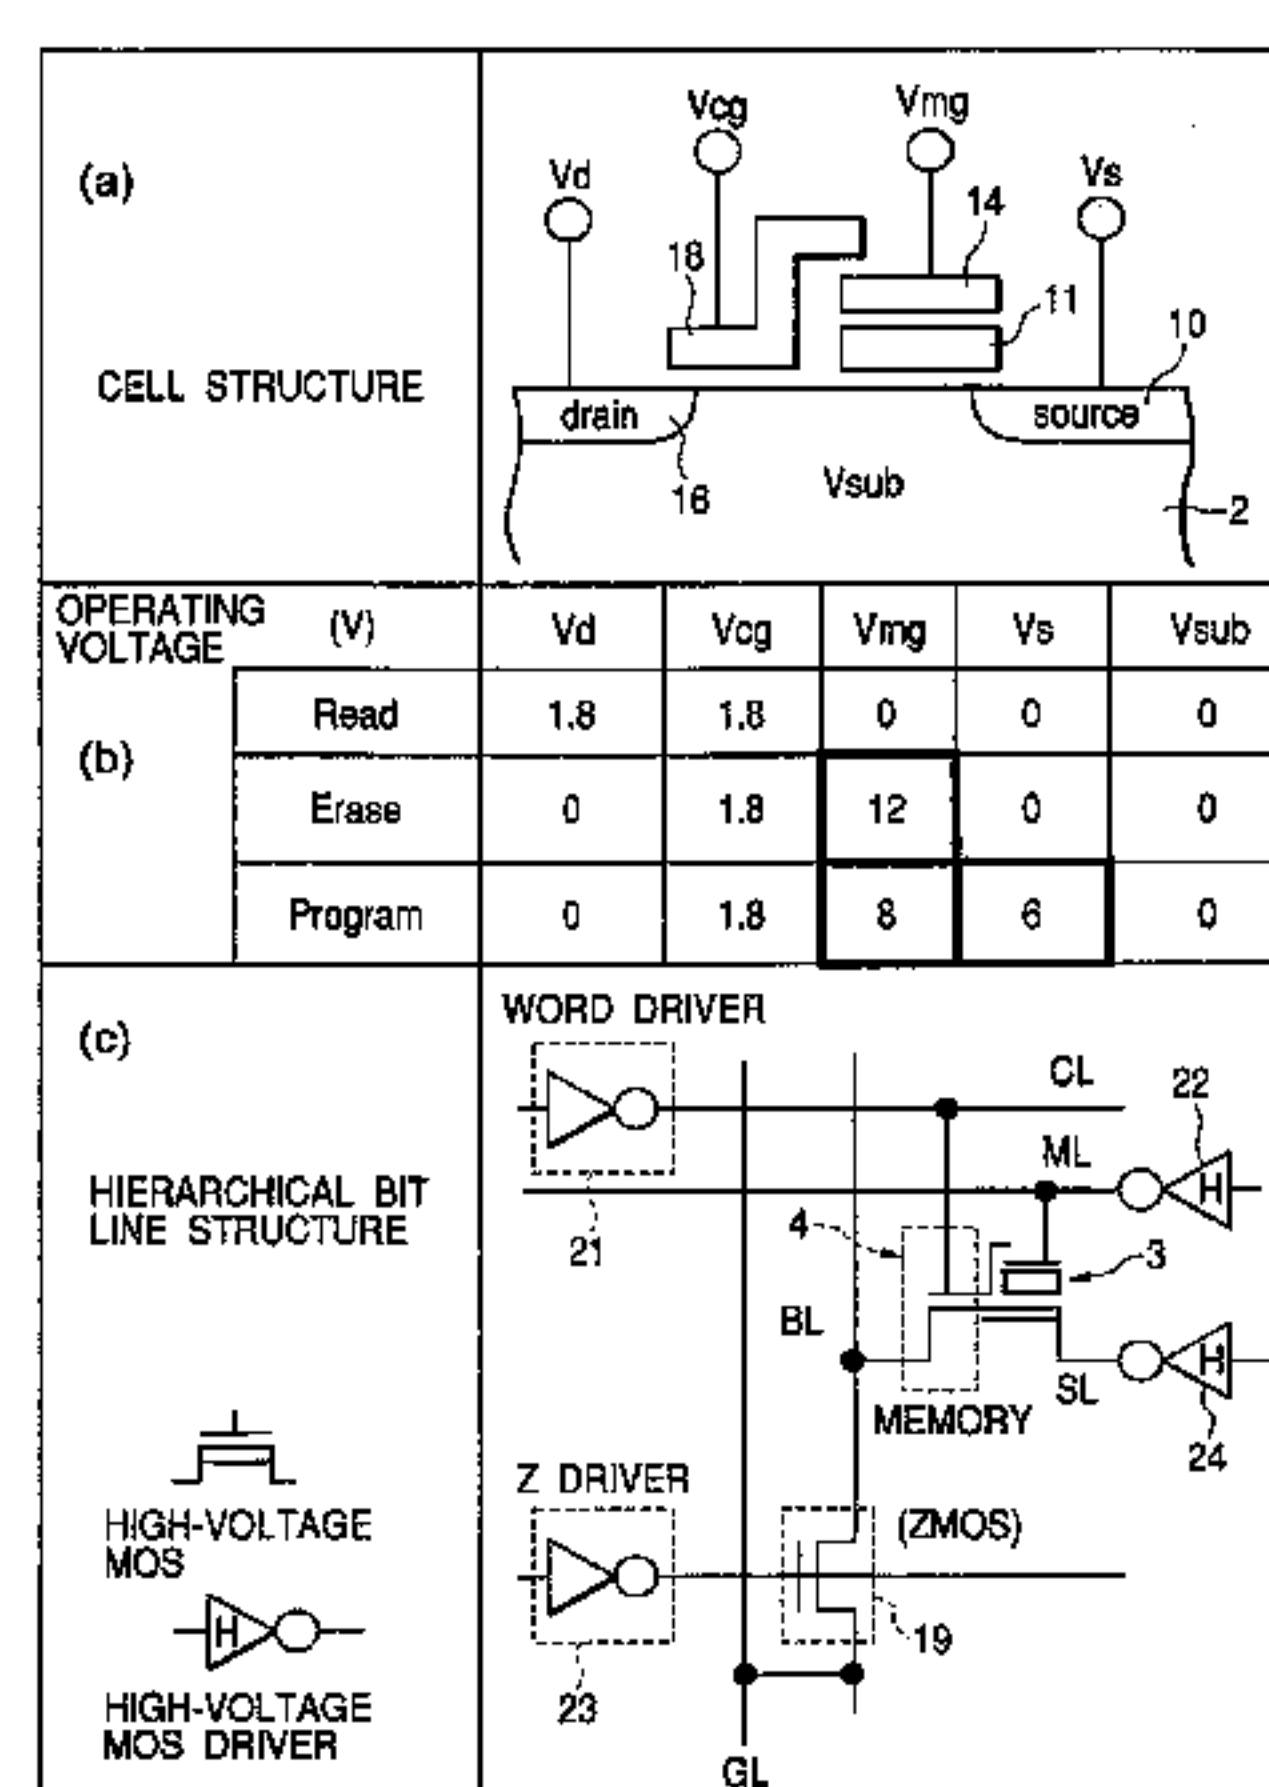 (a)
CELL STRUCTURE
Vd
Vcg
Vmg
Vs
18
14
11
10
drain
source
16
Vsub
2
OPERATING
VOLTAGE
(V) Vd Vcg Vmg Vs Vsub
(b)
Read 1.8 1.8 0 0 0
Erase 0 1.8 12 0 0
Program 0 1.8 8 6 0
(c)
HIERARCHICAL BIT
LINE STRUCTURE
HIGH-VOLTAGE
MOS
H
HIGH-VOLTAGE
MOS DRIVER
WORD DRIVER
21
CL
22
ML
H
4
3
BL
H
SL
MEMORY
24
Z DRIVER
(ZMOS)
19
23
GL